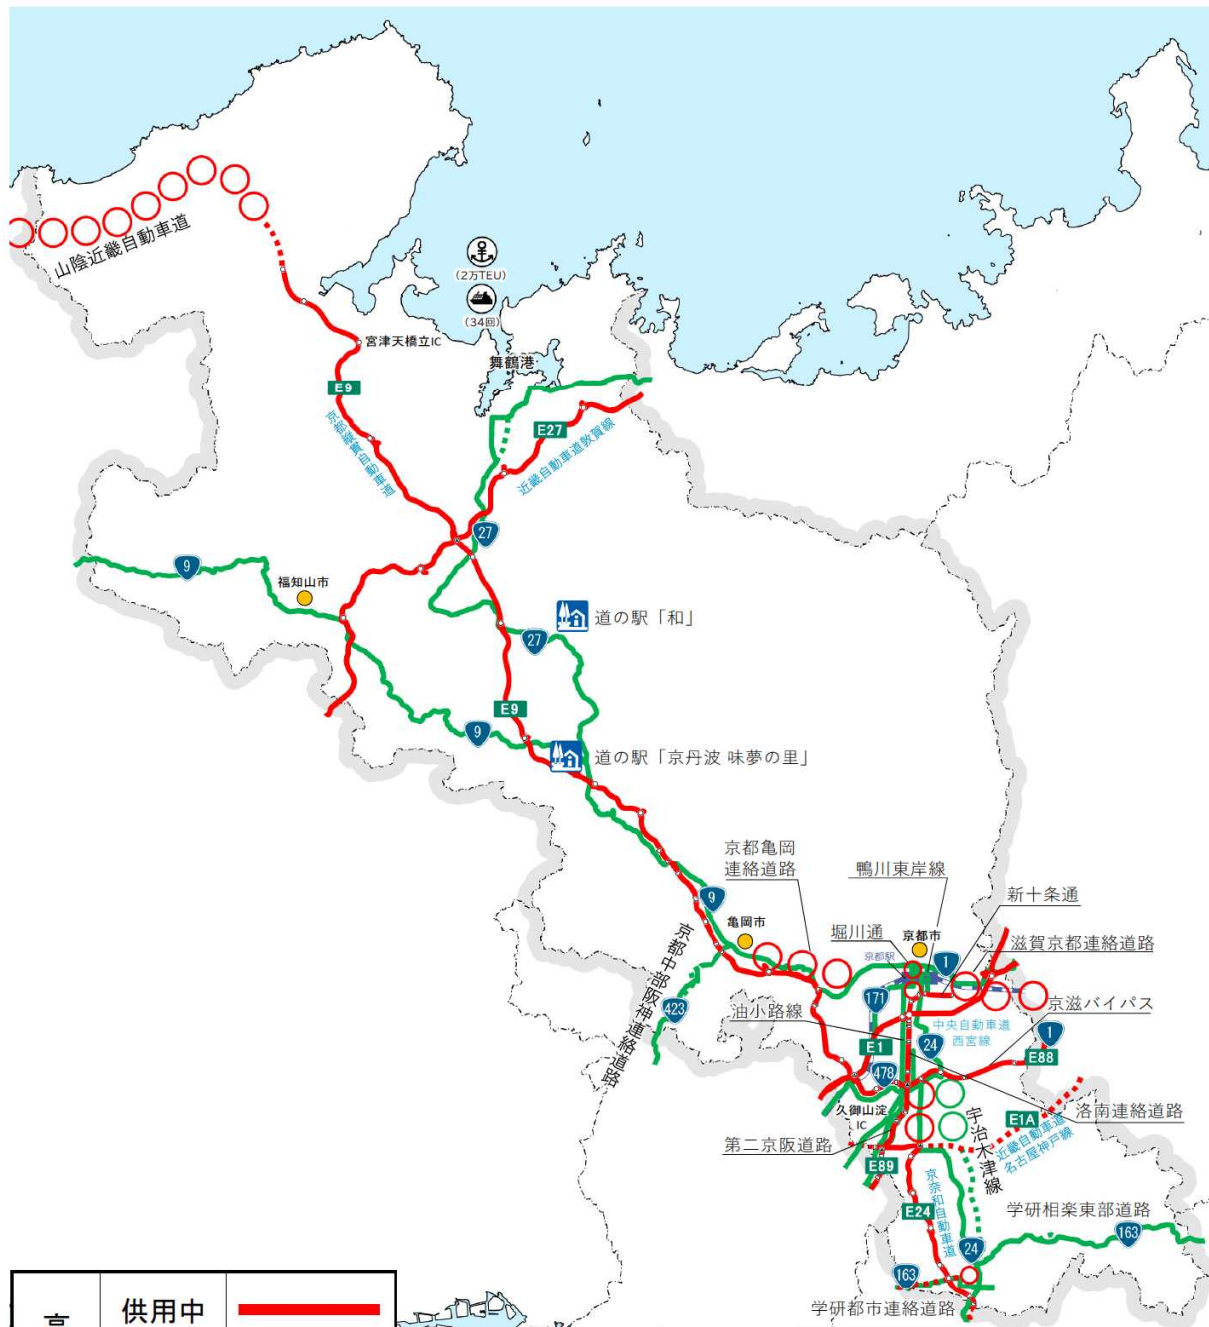 山陰近畿自動車道
(2万TEU)
(34回)
宮津天橋立IC
舞鶴港
E9
E27
京都縦貫自動車道
近畿自動車道敦賀線
27
9
福知山市
道の駅「和」
27
E9
9
道の駅「京丹波 味夢の里」
京都亀岡
連絡道路
鴨川東岸線
9
新十条通
亀岡市
堀川通
京都市
滋賀京都連絡道路
京都中部阪神連絡道路
京都駅
1
171
423
油小路線
京滋バイパス
中央自動車道
西宮線
1
E1
24
E88
478
久御山淀
IC
宇治木津線
E1A
洛南連絡道路
近畿自動車道
名古屋神戸線
第二京阪道路
E89
京奈和自動車道
E24
学研相楽東部道路
163
24
163
学研都市連絡道路
供用中